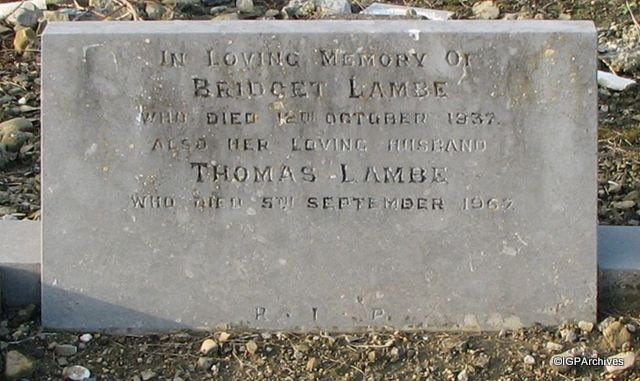 IN LOVING MEMORY OF
BRIDGET LAMBE
WHO DIED 12TH OCTOBER 1937.
ALSO HER LOVING HUSBAND
THOMAS LAMBE
WHO DIED 5TH SEPTEMBER 1962.
R. I. P.
©IGPArchives